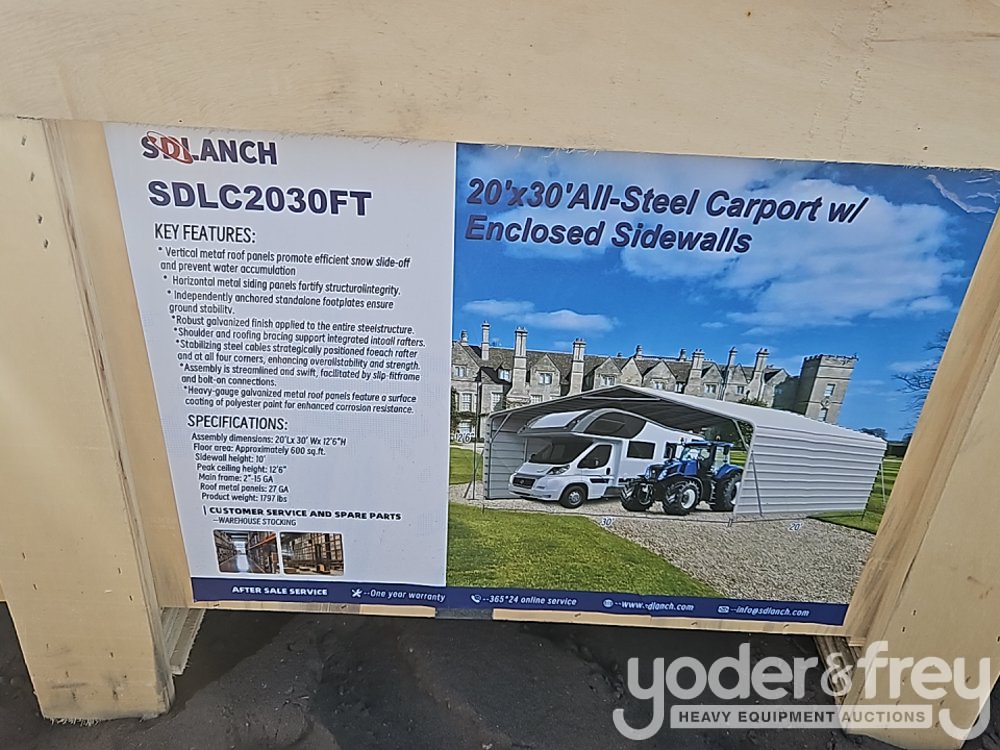 SDLANCH
SDLC2030FT
KEY FEATURES:
* Vertical metal roof panels promote efficient snow slide-off
and prevent water accumulation
* Horizontal metal siding panels fortify structuralintegrity.
* Independently anchored standalone footplates ensure
ground stability.
*Robust galvanized finish applied to the entire steelstructure.
*Shoulder and roofing bracing support integrated intoall rafters.
*Stabilizing steel cables strategically positioned foeach rafter
and at all four corners, enhancing overallstability and strength.
*Assembly is streamlined and swift, facilitated by slip-fitframe
and bolt-on connections.
*Heavy-gauge galvanized metal roof panels feature a surface
coating of polyester paint for enhanced corrosion resistance.
SPECIFICATIONS:
Assembly dimensions: 20'Lx 30' Wx 12'6"H
Floor area: Approximately 600 sq.ft.
Sidewall height: 10'
Peak ceiling height: 12'6"
Main frame: 2"-15 GA
Roof metal panels: 27 GA
Product weight: 1797 lbs
CUSTOMER SERVICE AND SPARE PARTS
—WAREHOUSE STOCKING
20'x30'All-Steel Carport w/
Enclosed Sidewalls
30' 20'
AFTER SALE SERVICE --One year warranty --365*24 online service --www.sdlanch.com --info@sdlanch.com
yoder&frey
HEAVY EQUIPMENT AUCTIONS